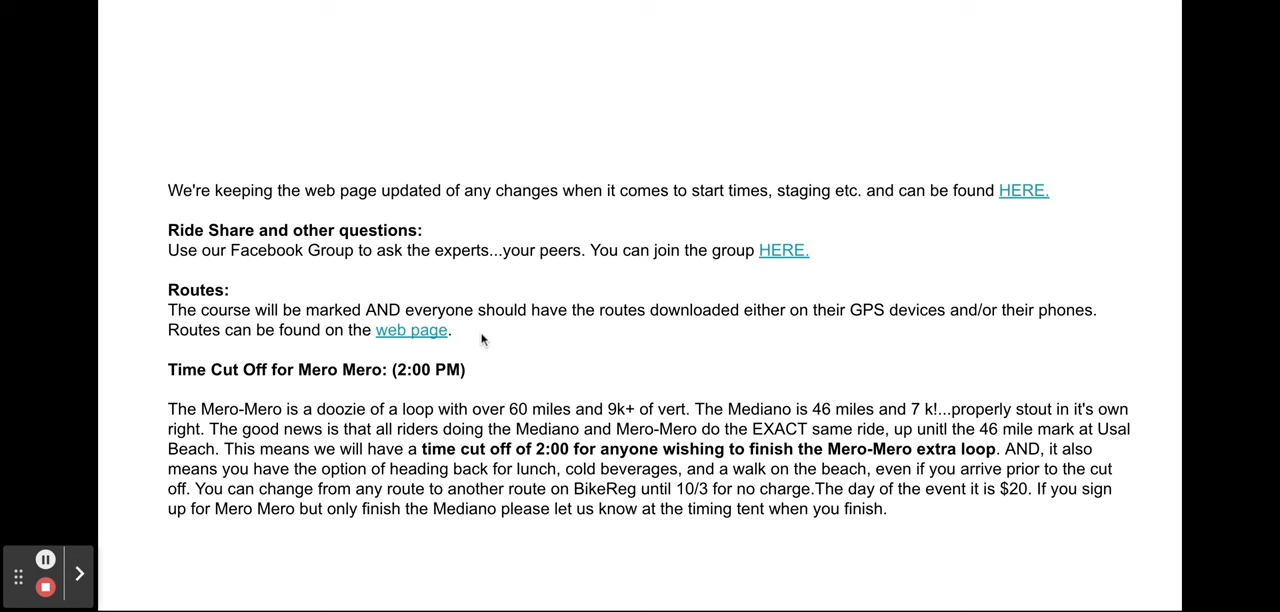 We're keeping the web page updated of any changes when it comes to start times, staging etc. and can be found HERE.
Ride Share and other questions:
Use our Facebook Group to ask the experts...your peers. You can join the group HERE.
Routes:
The course will be marked AND everyone should have the routes downloaded either on their GPS devices and/or their phones.
Routes can be found on the web page.
Time Cut Off for Mero Mero: (2:00 PM)
The Mero-Mero is a doozie of a loop with over 60 miles and 9k+ of vert. The Mediano is 46 miles and 7 k!...properly stout in it's own
right. The good news is that all riders doing the Mediano and Mero-Mero do the EXACT same ride, up unitl the 46 mile mark at Usal
Beach. This means we will have a time cut off of 2:00 for anyone wishing to finish the Mero-Mero extra loop. AND, it also
means you have the option of heading back for lunch, cold beverages, and a walk on the beach, even if you arrive prior to the cut
off. You can change from any route to another route on BikeReg until 10/3 for no charge.The day of the event it is $20. If you sign
up for Mero Mero but only finish the Mediano please let us know at the timing tent when you finish.